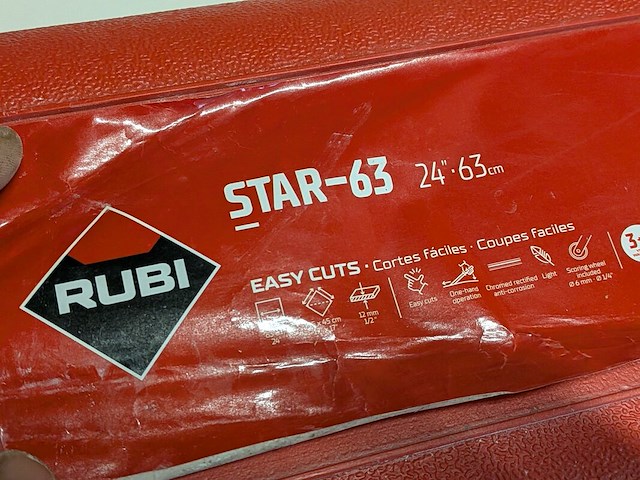 STAR-63 24"·63cm
RUBI
EASY CUTS · Cortes fáciles · Coupes faciles
24
45 cm
12 mm
1/2"
Easy cuts
One-hand
operation
Chromed rectified
anti-corrosion
Light
Scoring wheel
included
Ø 6 mm - Ø 1/4"
3